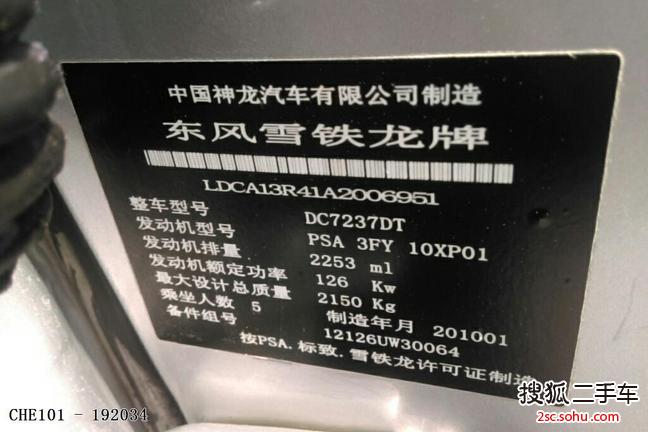 中国神龙汽车有限公司制造
东风雪铁龙牌
LDCA13R41A2006951
整车型号 DC7237DT
发动机型号 PSA 3FY 10XP01
发动机排量 2253 ml
发动机额定功率 126 Kw
最大设计总质量 2150 Kg
乘坐人数 5 制造年月 201001
备件组号 12126UW30064
按PSA.标致.雪铁龙许可证制造
CHE101 - 192034
搜狐二手车
2sc.sohu.com